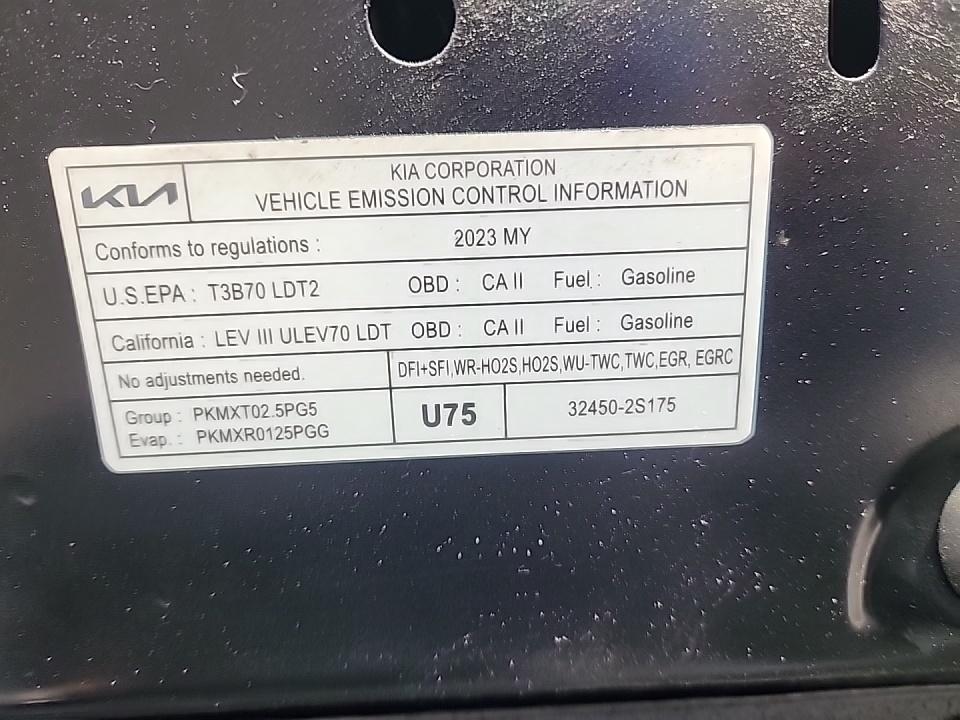 KIA
KIA CORPORATION
VEHICLE EMISSION CONTROL INFORMATION
Conforms to regulations : 2023 MY
U.S.EPA : T3B70 LDT2 OBD : CA II Fuel : Gasoline
California : LEV III ULEV70 LDT OBD : CA II Fuel : Gasoline
No adjustments needed. DFI+SFI,WR-HO2S,HO2S,WU-TWC,TWC,EGR, EGRC
Group : PKMXT02.5PG5
Evap. : PKMXR0125PGG
U75
32450-2S175